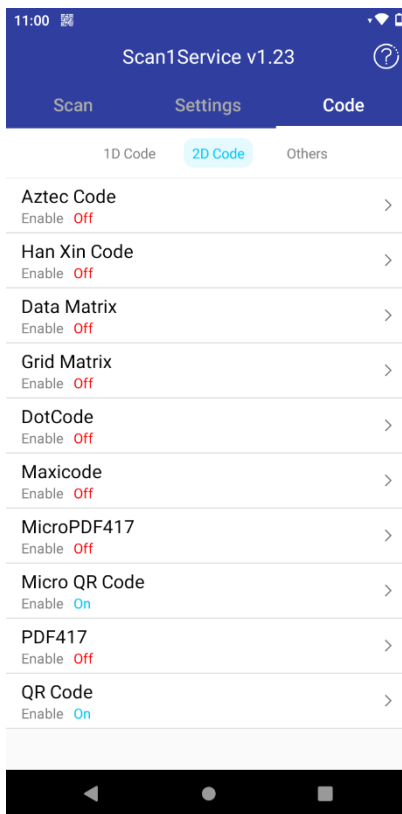 11:00
Scan1Service v1.23
?
Scan Settings Code
1D Code 2D Code Others
Aztec Code
Enable Off
Han Xin Code
Enable Off
Data Matrix
Enable Off
Grid Matrix
Enable Off
DotCode
Enable Off
Maxicode
Enable Off
MicroPDF417
Enable Off
Micro QR Code
Enable On
PDF417
Enable Off
QR Code
Enable On